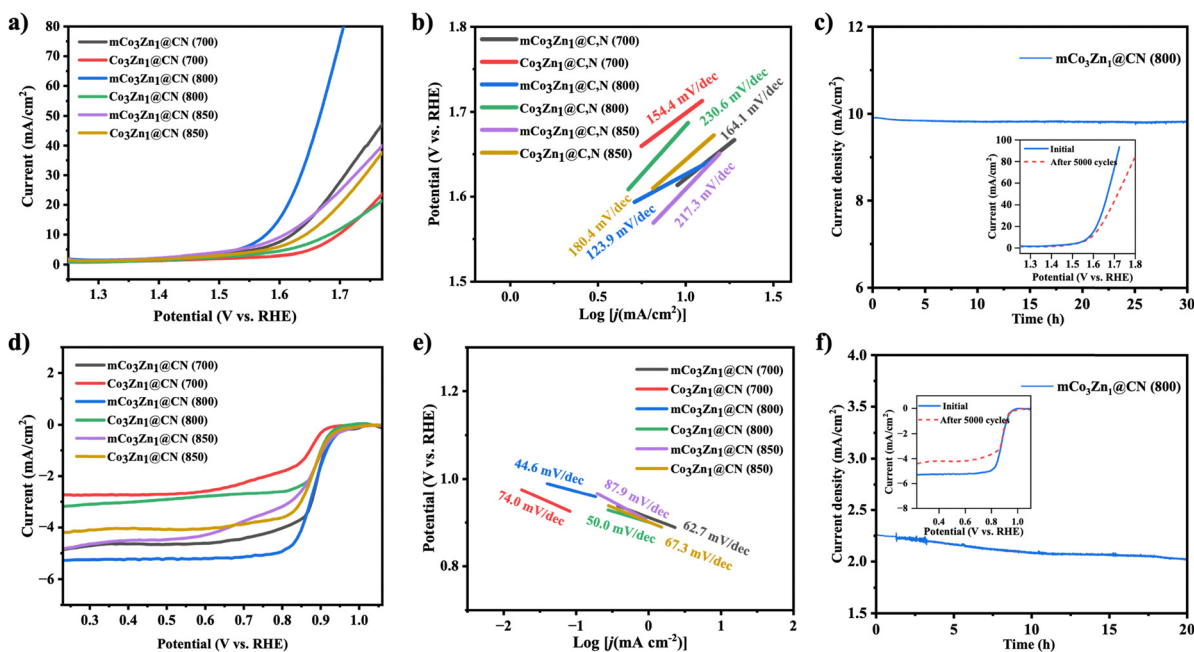 a)
80
70
60
50
40
30
20
10
0
Current (mA/cm²)
mCo₃Zn₁@CN (700)
Co₃Zn₁@CN (700)
mCo₃Zn₁@CN (800)
Co₃Zn₁@CN (800)
mCo₃Zn₁@CN (850)
Co₃Zn₁@CN (850)
1.3 1.4 1.5 1.6 1.7
Potential (V vs. RHE)
b)
1.8
1.7
1.6
1.5
Potential (V vs. RHE)
mCo₃Zn₁@C,N (700)
Co₃Zn₁@C,N (700)
mCo₃Zn₁@C,N (800)
Co₃Zn₁@C,N (800)
mCo₃Zn₁@C,N (850)
Co₃Zn₁@C,N (850)
154.4 mV/dec
230.6 mV/dec
164.1 mV/dec
180.4 mV/dec
123.9 mV/dec
217.3 mV/dec
0.0 0.5 1.0 1.5
Log [j(mA/cm²)]
c)
12
10
8
6
Current density (mA/cm²)
mCo₃Zn₁@CN (800)
100
80
60
40
20
0
Current (mA/cm²)
Initial
After 5000 cycles
1.3 1.4 1.5 1.6 1.7 1.8
Potential (V vs. RHE)
0 5 10 15 20 25 30
Time (h)
d)
0
−2
−4
−6
Current (mA/cm²)
mCo₃Zn₁@CN (700)
Co₃Zn₁@CN (700)
mCo₃Zn₁@CN (800)
Co₃Zn₁@CN (800)
mCo₃Zn₁@CN (850)
Co₃Zn₁@CN (850)
0.3 0.4 0.5 0.6 0.7 0.8 0.9 1.0
Potential (V vs. RHE)
e)
1.2
1.0
0.8
Potential (V vs. RHE)
mCo₃Zn₁@CN (700)
Co₃Zn₁@CN (700)
mCo₃Zn₁@CN (800)
Co₃Zn₁@CN (800)
mCo₃Zn₁@CN (850)
Co₃Zn₁@CN (850)
44.6 mV/dec
87.9 mV/dec
74.0 mV/dec
50.0 mV/dec
62.7 mV/dec
67.3 mV/dec
−2 −1 0 1 2
Log [j(mA cm⁻²)]
f)
4.0
3.5
3.0
2.5
2.0
1.5
Current density (mA/cm²)
mCo₃Zn₁@CN (800)
0
−2
−4
−6
−8
Current (mA/cm²)
Initial
After 5000 cycles
0.4 0.6 0.8 1.0
Potential (V vs. RHE)
0 5 10 15 20
Time (h)